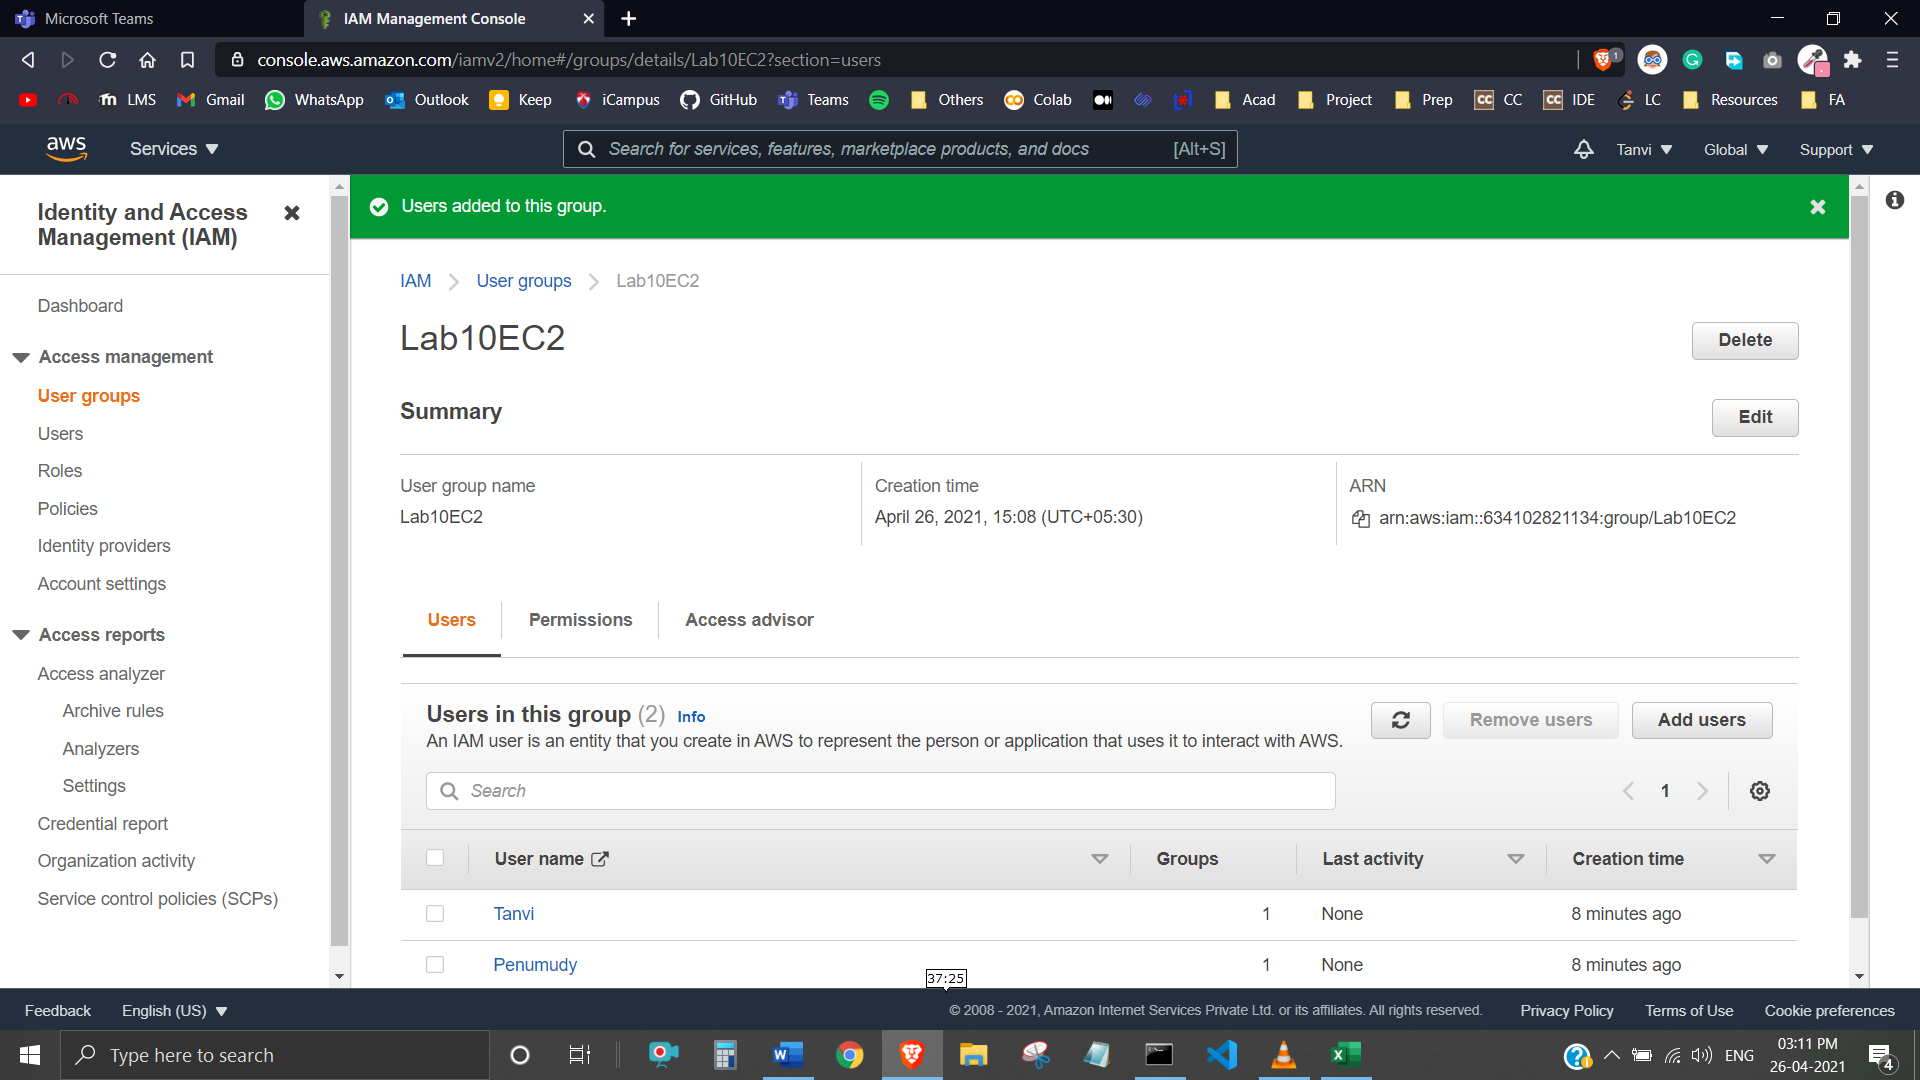 Microsoft Teams
IAM Management Console
console.aws.amazon.com/iamv2/home#/groups/details/Lab10EC2?section=users
1
LMS
Gmail
WhatsApp
Outlook
Keep
iCampus
GitHub
Teams
Others
Colab
Acad
Project
Prep
CC CC
CC IDE
LC
Resources
FA
aws
Services
Search for services, features, marketplace products, and docs [Alt+S]
Tanvi
Global
Support
Identity and Access
Management (IAM)
Dashboard
Access management
User groups
Users
Roles
Policies
Identity providers
Account settings
Access reports
Access analyzer
Archive rules
Analyzers
Settings
Credential report
Organization activity
Service control policies (SCPs)
Users added to this group.
IAM
User groups
Lab10EC2
Lab10EC2
Delete
Summary
Edit
User group name
Lab10EC2
Creation time
April 26, 2021, 15:08 (UTC+05:30)
ARN
arn:aws:iam::634102821134:group/Lab10EC2
Users
Permissions
Access advisor
Users in this group (2) Info
An IAM user is an entity that you create in AWS to represent the person or application that uses it to interact with AWS.
Remove users
Add users
Search
1
User name
Groups
Last activity
Creation time
Tanvi 1 None 8 minutes ago
Penumudy 1 None 8 minutes ago
37:25
Feedback
English (US)
© 2008 - 2021, Amazon Internet Services Private Ltd. or its affiliates. All rights reserved.
Privacy Policy
Terms of Use
Cookie preferences
Type here to search
ENG
03:11 PM
26-04-2021
4